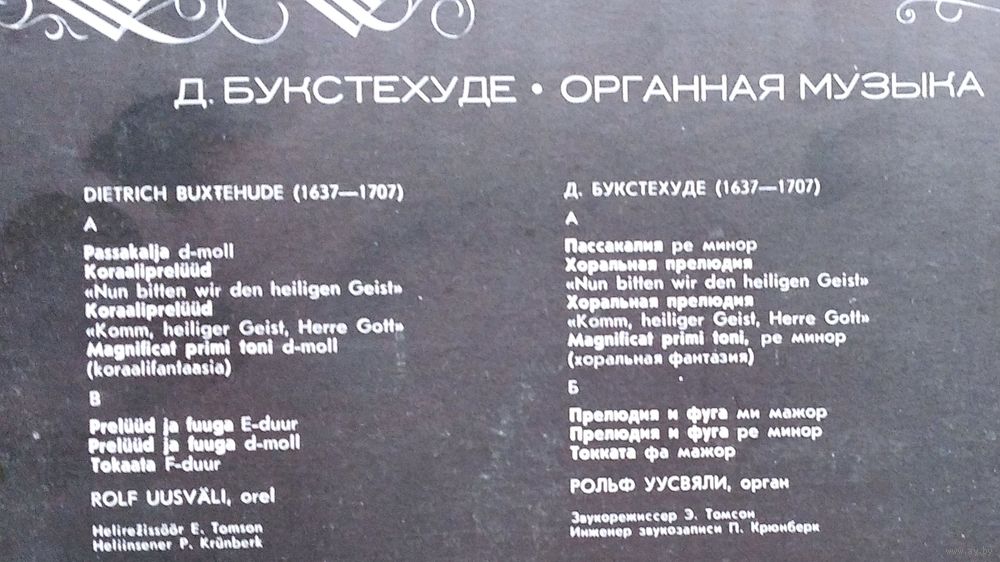 Д. БУКСТЕХУДЕ • ОРГАННАЯ МУЗЫКА
DIETRICH BUXTEHUDE (1637—1707)
A
Passakalja d-moll
Koraaliprelüüd
«Nun bitten wir den heiligen Geist»
Koraaliprelüüd
«Komm, heiliger Geist, Herre Gott»
Magnificat primi toni d-moll
(koraalifantaasia)
B
Prelüüd ja fuuga E-duur
Prelüüd ja fuuga d-moll
Tokaata F-duur
ROLF UUSVÄLI, orel
Helirežissöör E. Tomson
Heliinsener P. Krünberk
Д. БУКСТЕХУДЕ (1637—1707)
А
Пассакалия ре минор
Хоральная прелюдия
«Nun bitten wir den heiligen Geist»
Хоральная прелюдия
«Komm, heiliger Geist, Herre Gott»
Magnificat primi toni, ре минор
(хоральная фантазия)
Б
Прелюдия и фуга ми мажор
Прелюдия и фуга ре минор
Токката фа мажор
РОЛЬФ УУСВЯЛИ, орган
Звукорежиссер Э. Томсон
Инженер звукозаписи П. Крюнберк
www.ay.by